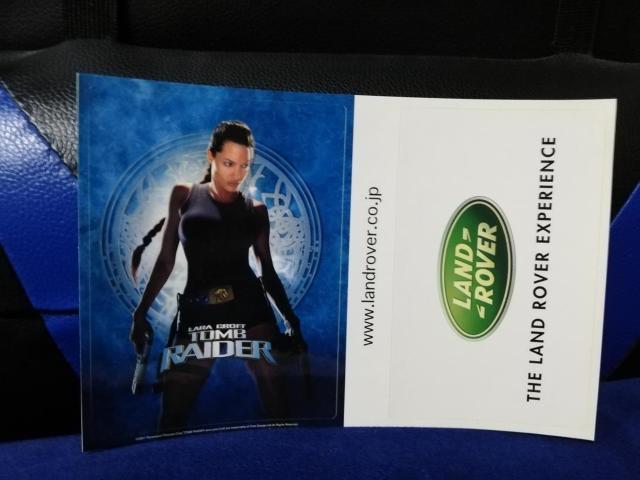 LARA CROFT
TOMB
RAIDER
www.landrover.co.jp
LAND
ROVER
THE LAND ROVER EXPERIENCE